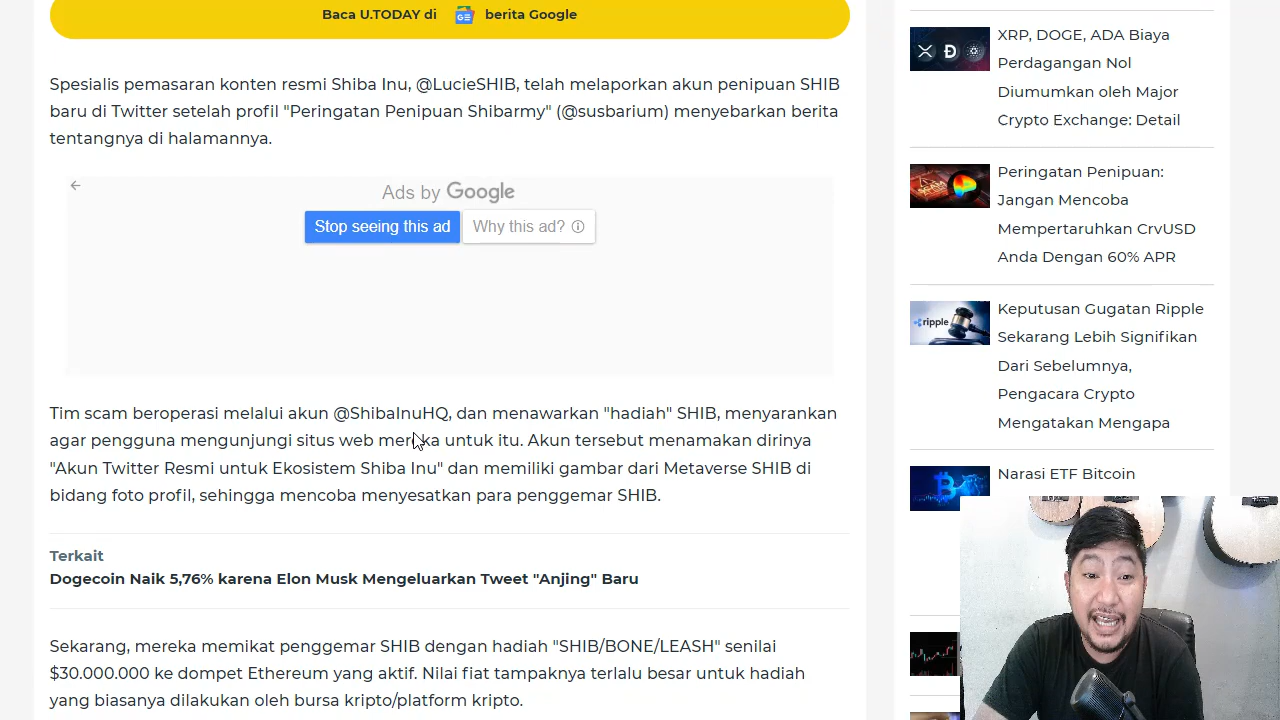 Baca U.TODAY di berita Google
Spesialis pemasaran konten resmi Shiba Inu, @LucieSHIB, telah melaporkan akun penipuan SHIB
baru di Twitter setelah profil "Peringatan Penipuan Shibarmy" (@susbarium) menyebarkan berita
tentangnya di halamannya.
Ads by Google
Stop seeing this ad
Why this ad?
Tim scam beroperasi melalui akun @ShibaInuHQ, dan menawarkan "hadiah" SHIB, menyarankan
agar pengguna mengunjungi situs web mereka untuk itu. Akun tersebut menamakan dirinya
"Akun Twitter Resmi untuk Ekosistem Shiba Inu" dan memiliki gambar dari Metaverse SHIB di
bidang foto profil, sehingga mencoba menyesatkan para penggemar SHIB.
Terkait
Dogecoin Naik 5,76% karena Elon Musk Mengeluarkan Tweet "Anjing" Baru
Sekarang, mereka memikat penggemar SHIB dengan hadiah "SHIB/BONE/LEASH" senilai
$30.000.000 ke dompet Ethereum yang aktif. Nilai fiat tampaknya terlalu besar untuk hadiah
yang biasanya dilakukan oleh bursa kripto/platform kripto.
XRP, DOGE, ADA Biaya
Perdagangan Nol
Diumumkan oleh Major
Crypto Exchange: Detail
Peringatan Penipuan:
Jangan Mencoba
Mempertaruhkan CrvUSD
Anda Dengan 60% APR
ripple
Keputusan Gugatan Ripple
Sekarang Lebih Signifikan
Dari Sebelumnya,
Pengacara Crypto
Mengatakan Mengapa
Narasi ETF Bitcoin